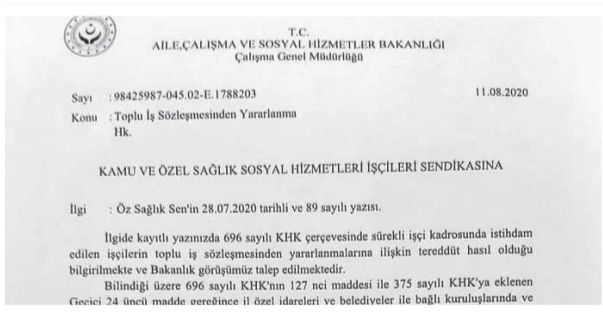 T.C.
AİLE,ÇALIŞMA VE SOSYAL HİZMETLER BAKANLIĞI
Çalışma Genel Müdürlüğü
Sayı : 98425987-045.02-E.1788203 11.08.2020
Konu : Toplu İş Sözleşmesinden Yararlanma
Hk.
KAMU VE ÖZEL SAĞLIK SOSYAL HİZMETLERİ İŞÇİLERİ SENDİKASINA
İlgi : Öz Sağlık Sen'in 28.07.2020 tarihli ve 89 sayılı yazısı.
İlgide kayıtlı yazınızda 696 sayılı KHK çerçevesinde sürekli işçi kadrosunda istihdam
edilen işçilerin toplu iş sözleşmesinden yararlanmalarına ilişkin tereddüt hasıl olduğu
bilgirilmekte ve Bakanlık görüşümüz talep edilmektedir.
Bilindiği üzere 696 sayılı KHK'nın 127 nci maddesi ile 375 sayılı KHK'ya eklenen
Geçici 24 üncü madde gereğince il özel idareleri ve belediyeler ile bağlı kuruluşlarında ve